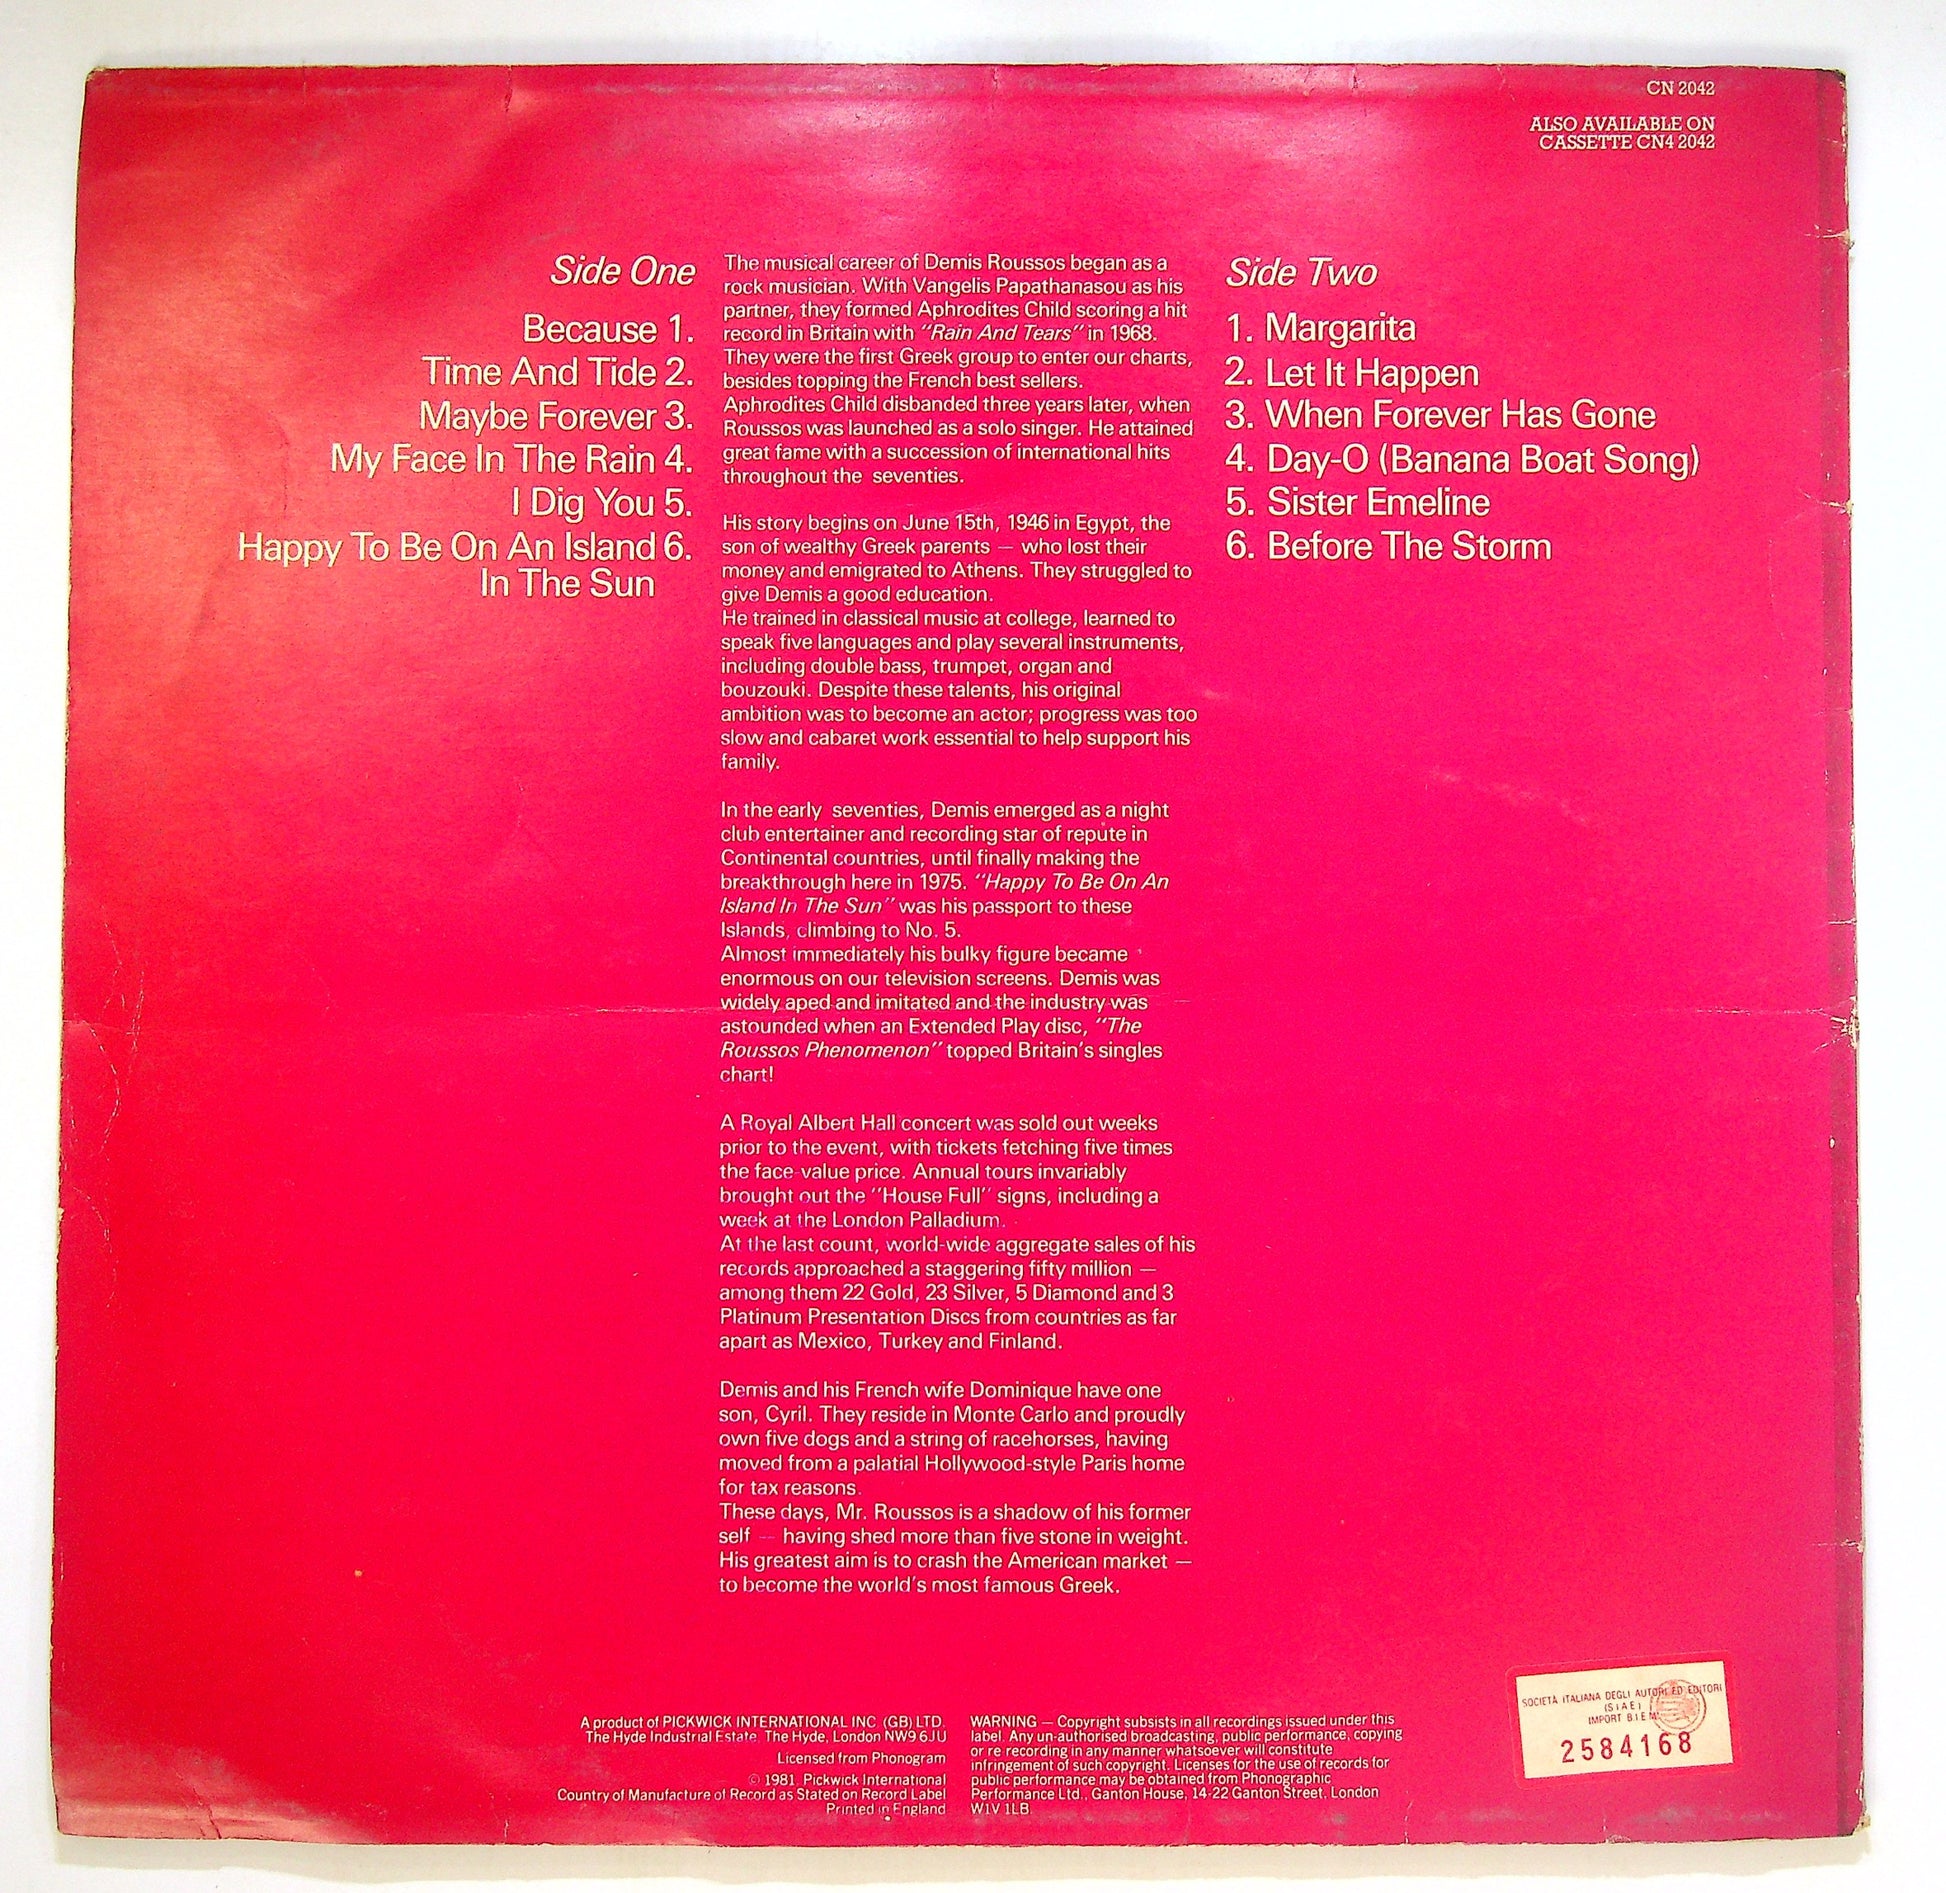 CN 2042
ALSO AVAILABLE ON
CASSETTE CN4 2042
Side One
Because 1.
Time And Tide 2.
Maybe Forever 3.
My Face In The Rain 4.
I Dig You 5.
Happy To Be On An Island 6.
In The Sun
The musical career of Demis Roussos began as a
rock musician. With Vangelis Papathanasou as his
partner, they formed Aphrodites Child scoring a hit
record in Britain with "Rain And Tears" in 1968.
They were the first Greek group to enter our charts,
besides topping the French best sellers.
Aphrodites Child disbanded three years later, when
Roussos was launched as a solo singer. He attained
great fame with a succession of international hits
throughout the seventies.
His story begins on June 15th, 1946 in Egypt, the
son of wealthy Greek parents — who lost their
money and emigrated to Athens. They struggled to
give Demis a good education.
He trained in classical music at college, learned to
speak five languages and play several instruments,
including double bass, trumpet, organ and
bouzouki. Despite these talents, his original
ambition was to become an actor; progress was too
slow and cabaret work essential to help support his
family.
In the early seventies, Demis emerged as a night
club entertainer and recording star of repute in
Continental countries, until finally making the
breakthrough here in 1975. "Happy To Be On An
Island In The Sun" was his passport to these
Islands, climbing to No. 5.
Almost immediately his bulky figure became
enormous on our television screens. Demis was
widely aped and imitated and the industry was
astounded when an Extended Play disc, "The
Roussos Phenomenon" topped Britain's singles
chart!
A Royal Albert Hall concert was sold out weeks
prior to the event, with tickets fetching five times
the face-value price. Annual tours invariably
brought out the "House Full" signs, including a
week at the London Palladium.
At the last count, world-wide aggregate sales of his
records approached a staggering fifty million —
among them 22 Gold, 23 Silver, 5 Diamond and 3
Platinum Presentation Discs from countries as far
apart as Mexico, Turkey and Finland.
Demis and his French wife Dominique have one
son, Cyril. They reside in Monte Carlo and proudly
own five dogs and a string of racehorses, having
moved from a palatial Hollywood-style Paris home
for tax reasons.
These days, Mr. Roussos is a shadow of his former
self — having shed more than five stone in weight.
His greatest aim is to crash the American market —
to become the world's most famous Greek.
Side Two
1. Margarita
2. Let It Happen
3. When Forever Has Gone
4. Day-O (Banana Boat Song)
5. Sister Emeline
6. Before The Storm
A product of PICKWICK INTERNATIONAL INC. (GB) LTD.
The Hyde Industrial Estate, The Hyde, London NW9 6JU
Licensed from Phonogram
© 1981. Pickwick International
Country of Manufacture of Record as Stated on Record Label
Printed in England
WARNING — Copyright subsists in all recordings issued under this
label. Any un-authorised broadcasting, public performance, copying
or re recording in any manner whatsoever will constitute
infringement of such copyright. Licenses for the use of records for
public performance may be obtained from Phonographic
Performance Ltd., Ganton House, 14-22 Ganton Street, London
W1V 1LB
SOCIETÀ ITALIANA DEGLI AUTORI ED EDITORI
(SIAE)
IMPORT B.I.E.M.
2584168